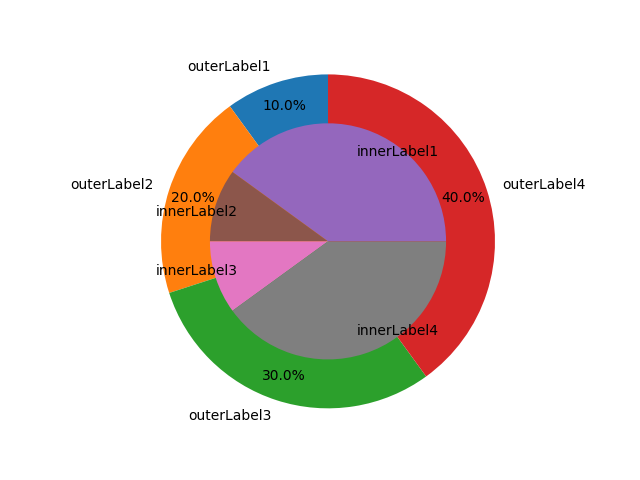 outerLabel1
10.0%
innerLabel1
outerLabel2
20.0%
innerLabel2
40.0%
outerLabel4
innerLabel3
innerLabel4
30.0%
outerLabel3